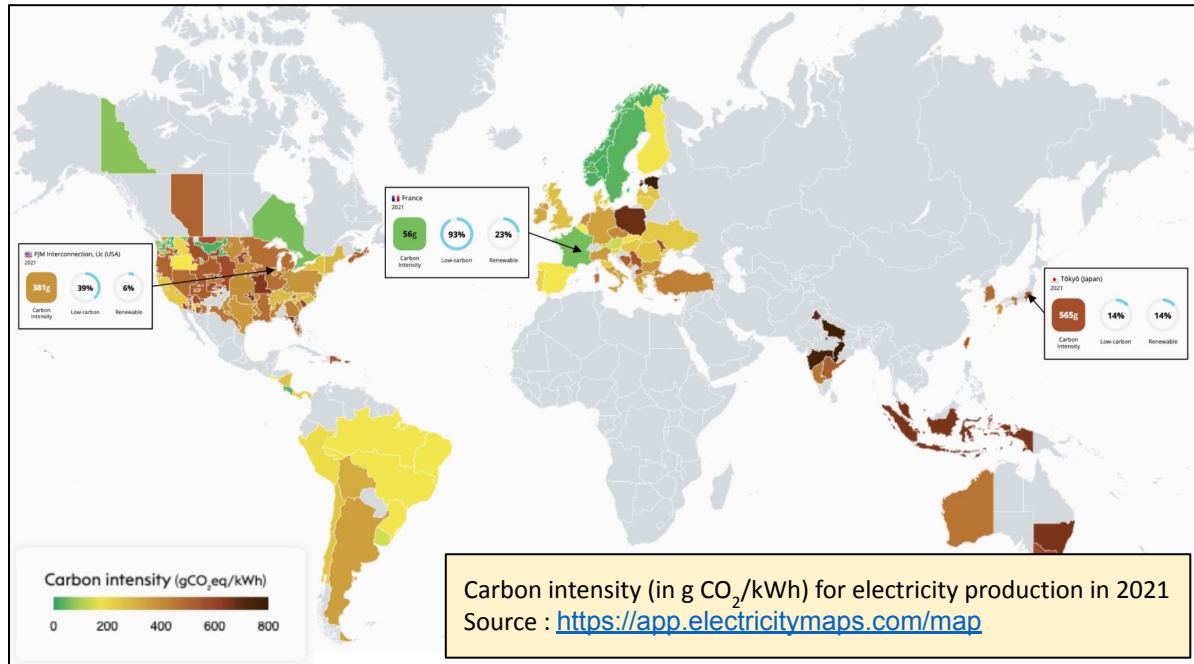 PJM Interconnection, Llc (USA)
2021
381g
39%
6%
Carbon
Intensity
Low-carbon
Renewable
France
2021
56g
93%
23%
Carbon
Intensity
Low-carbon
Renewable
Tōkyō (Japan)
2021
565g
14%
14%
Carbon
Intensity
Low-carbon
Renewable
Carbon intensity (gCO₂eq/kWh)
0 200 400 600 800
Carbon intensity (in g CO₂/kWh) for electricity production in 2021
Source : https://app.electricitymaps.com/map